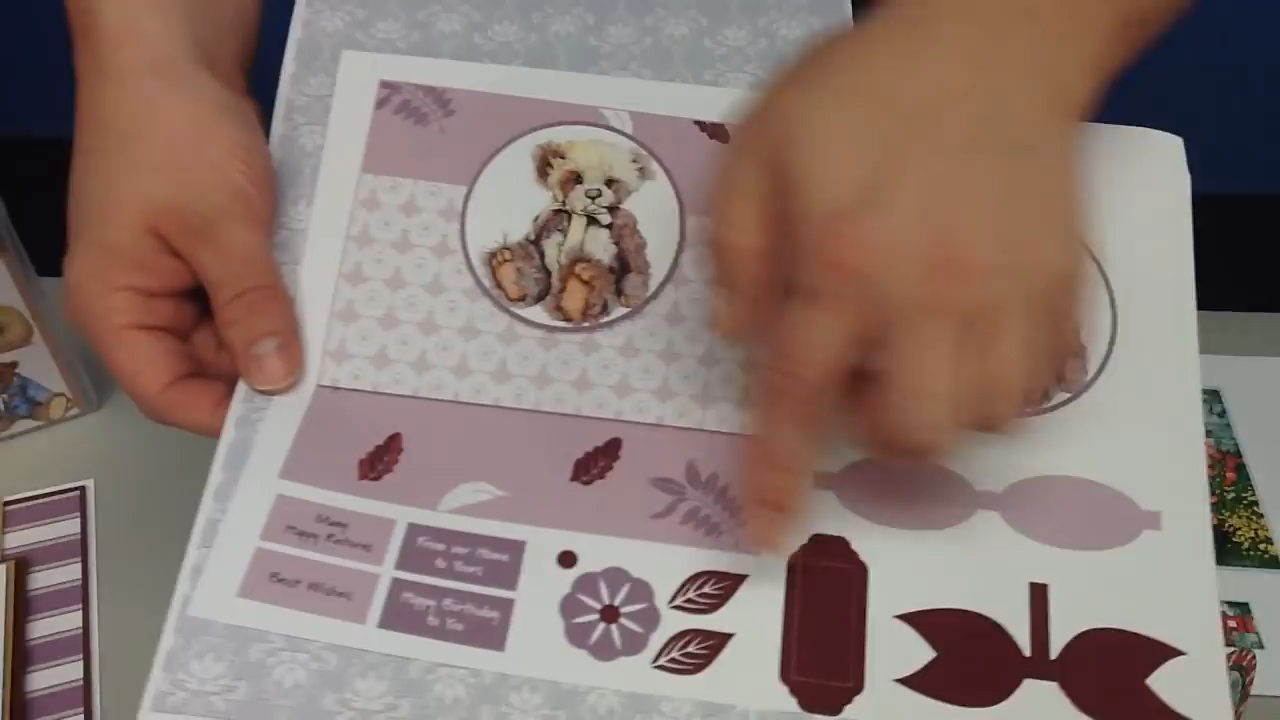 Many
Happy Returns
From our Home
to Yours
Best Wishes
Happy Birthday
to You